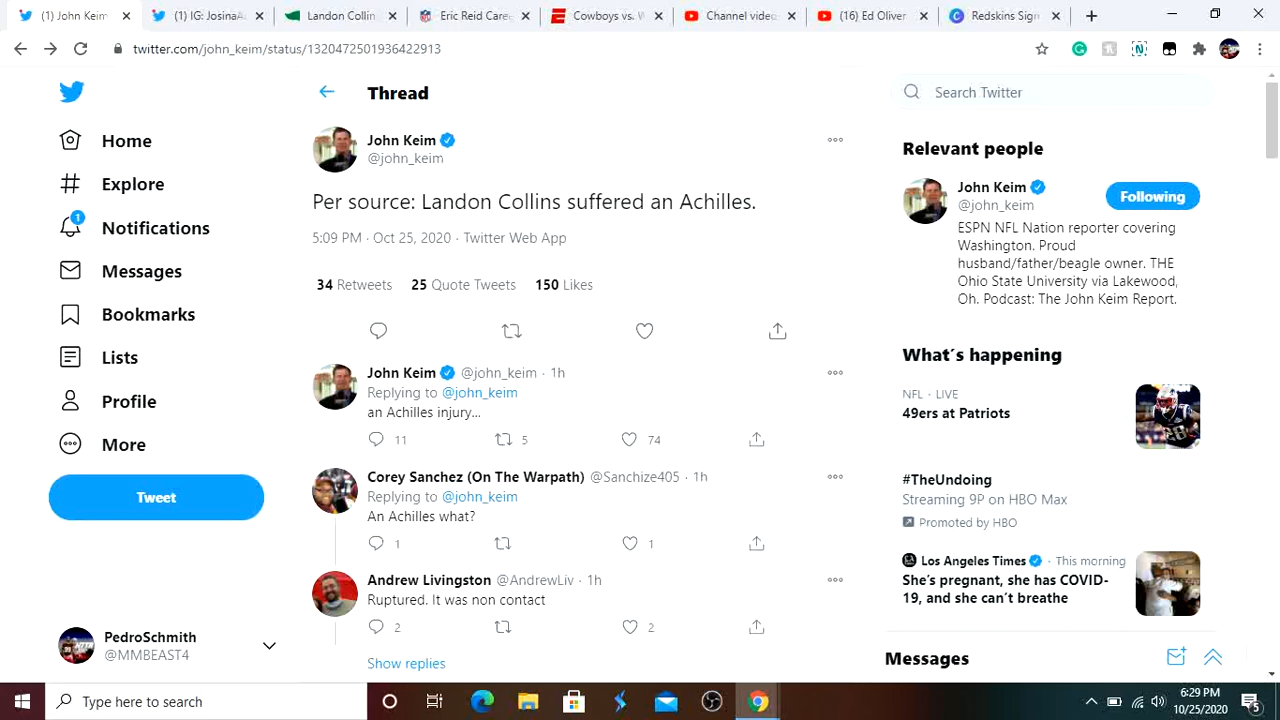 (1) John Keim
(1) IG: JosinaA
Landon Collin
Eric Reid Care
Cowboys vs. W
Channel video
(16) Ed Oliver
Redskins Sign
twitter.com/john_keim/status/1320472501936422913
Home
Explore
1
Notifications
Messages
Bookmarks
Lists
Profile
More
Tweet
PedroSchmith
@MMBEAST4
Thread
John Keim
@john_keim
Per source: Landon Collins suffered an Achilles.
5:09 PM · Oct 25, 2020 · Twitter Web App
34 Retweets 25 Quote Tweets 150 Likes
John Keim @john_keim · 1h
Replying to @john_keim
an Achilles injury...
11 5 74
Corey Sanchez (On The Warpath) @Sanchize405 · 1h
Replying to @john_keim
An Achilles what?
1 1
Andrew Livingston @AndrewLiv · 1h
Ruptured. It was non contact
2 2
Show replies
Search Twitter
Relevant people
John Keim
@john_keim
Following
ESPN NFL Nation reporter covering
Washington. Proud
husband/father/beagle owner. THE
Ohio State University via Lakewood,
Oh. Podcast: The John Keim Report.
What's happening
NFL · LIVE
49ers at Patriots
#TheUndoing
Streaming 9P on HBO Max
Promoted by HBO
Los Angeles Times · This morning
She's pregnant, she has COVID-
19, and she can't breathe
Messages
Type here to search
6:29 PM
10/25/2020
5